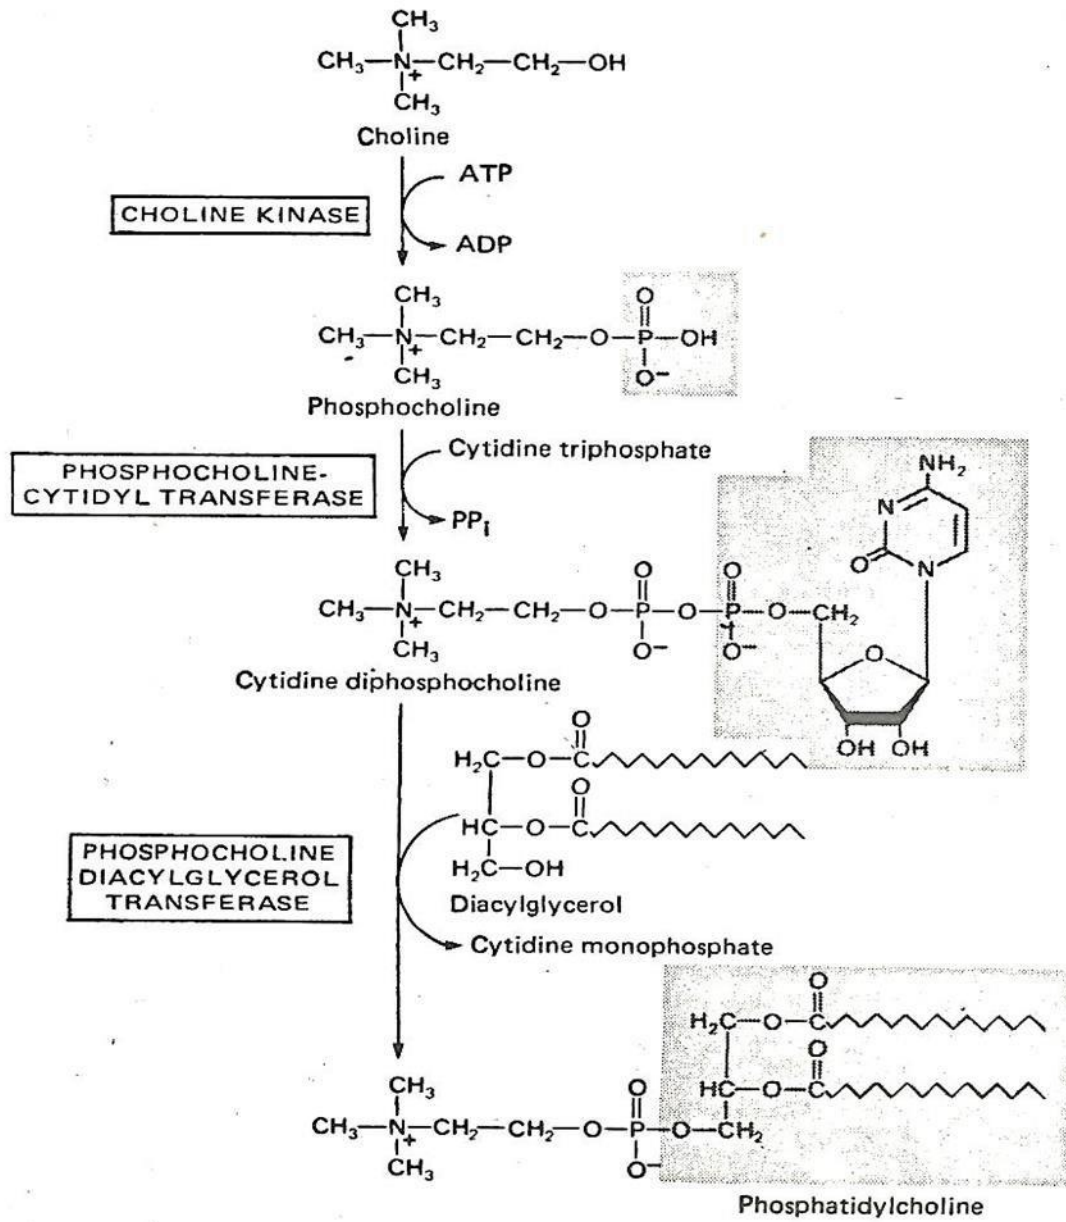 CH₃
CH₃—N—CH₂—CH₂—OH
+
CH₃
Choline
ATP
CHOLINE KINASE
ADP
CH₃
O
CH₃—N—CH₂—CH₂—O—P—OH
+
CH₃
O⁻
Phosphocholine
Cytidine triphosphate
PHOSPHOCHOLINE-
CYTIDYL TRANSFERASE
PPi
NH₂
N
O
N
CH₃
O
O
CH₃—N—CH₂—CH₂—O—P—O—P—O—CH₂
+
CH₃
O⁻
O⁻
O
OH OH
Cytidine diphosphocholine
O
H₂C—O—C
O
HC—O—C
H₂C—OH
Diacylglycerol
PHOSPHOCHOLINE
DIACYLGLYCEROL
TRANSFERASE
Cytidine monophosphate
O
H₂C—O—C
O
HC—O—C
CH₃
O
CH₃—N—CH₂—CH₂—O—P—O—CH₂
+
CH₃
O⁻
Phosphatidylcholine